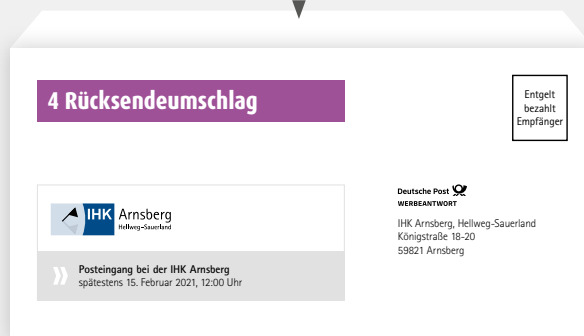 4 Rücksendeumschlag
Entgelt
bezahlt
Empfänger
IHK Arnsberg
Hellweg-Sauerland
Posteingang bei der IHK Arnsberg
spätestens 15. Februar 2021, 12:00 Uhr
Deutsche Post
WERBEANTWORT
IHK Arnsberg, Hellweg-Sauerland
Königstraße 18-20
59821 Arnsberg